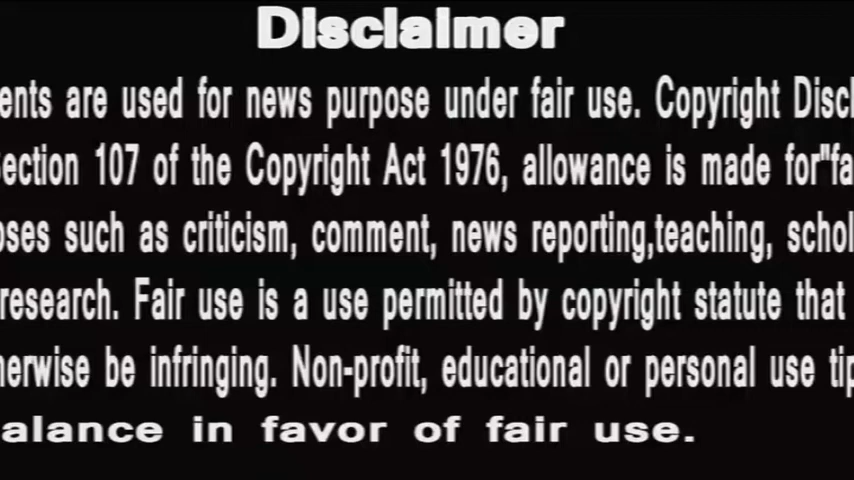 Disclaimer
ents are used for news purpose under fair use. Copyright Discl
ection 107 of the Copyright Act 1976, allowance is made for"fa
oses such as criticism, comment, news reporting,teaching, schol
research. Fair use is a use permitted by copyright statute that
herwise be infringing. Non-profit, educational or personal use tip
alance in favor of fair use.